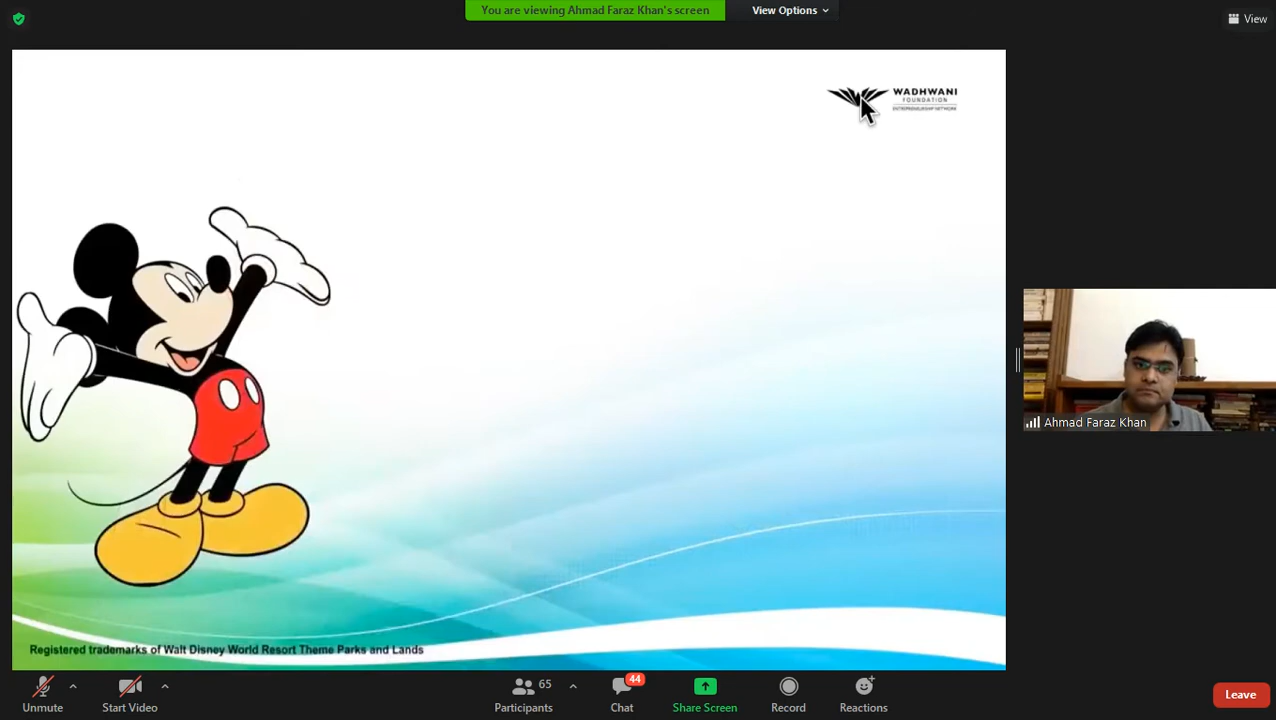 You are viewing Ahmad Faraz Khan's screen
View Options
View
WADHWANI
FOUNDATION
ENTREPRENEURSHIP NETWORK
Ahmad Faraz Khan
Registered trademarks of Walt Disney World Resort Theme Parks and Lands
Unmute
Start Video
65
Participants
44
Chat
Share Screen
Record
Reactions
Leave